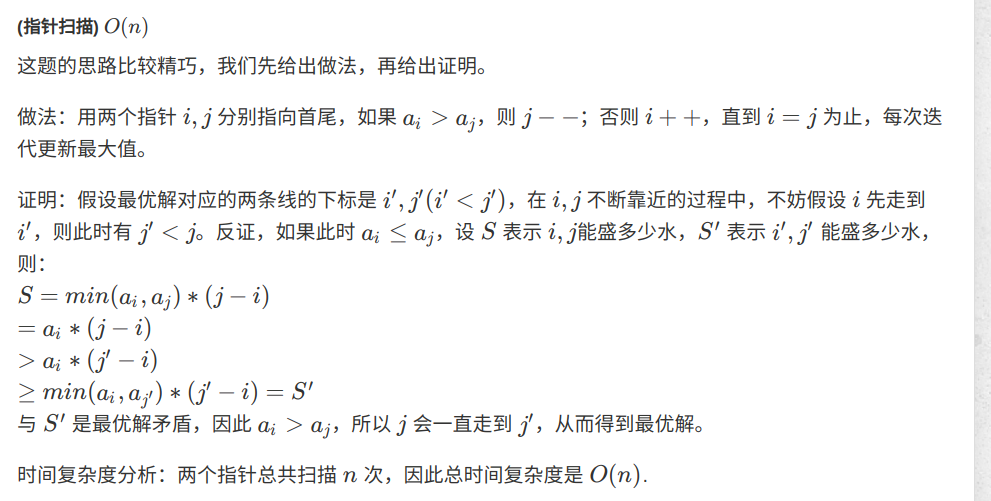 (指针扫描) O(n)
这题的思路比较精巧，我们先给出做法，再给出证明。
做法：用两个指针 i, j 分别指向首尾，如果 a_i > a_j，则 j − −；否则 i + +，直到 i = j 为止，每次迭
代更新最大值。
证明：假设最优解对应的两条线的下标是 i′, j′(i′ < j′)，在 i, j 不断靠近的过程中，不妨假设 i 先走到
i′，则此时有 j′ < j。反证，如果此时 a_i ≤ a_j，设 S 表示 i, j能盛多少水，S′ 表示 i′, j′ 能盛多少水，
则：
S = min(a_i, a_j) ∗ (j − i)
= a_i ∗ (j − i)
> a_i ∗ (j′ − i)
≥ min(a_i, a_j′) ∗ (j′ − i) = S′
与 S′ 是最优解矛盾，因此 a_i > a_j，所以 j 会一直走到 j′，从而得到最优解。
时间复杂度分析：两个指针总共扫描 n 次，因此总时间复杂度是 O(n).